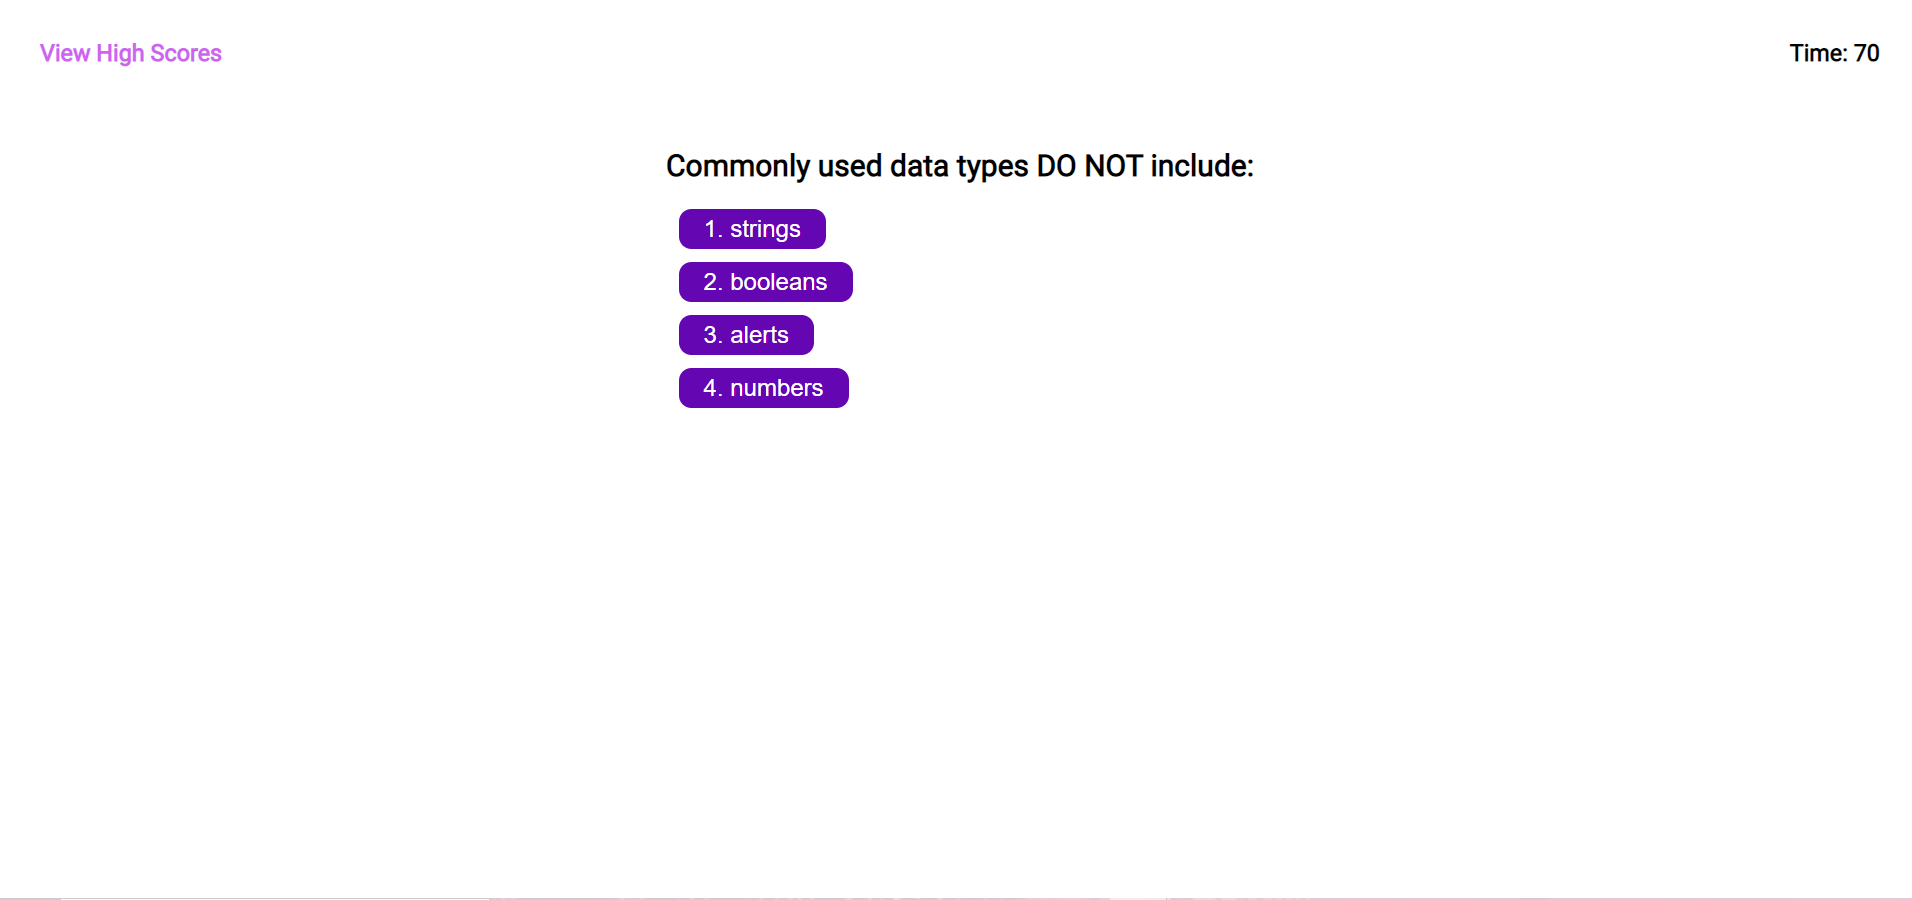 View High Scores
Time: 70
Commonly used data types DO NOT include:
1. strings
2. booleans
3. alerts
4. numbers